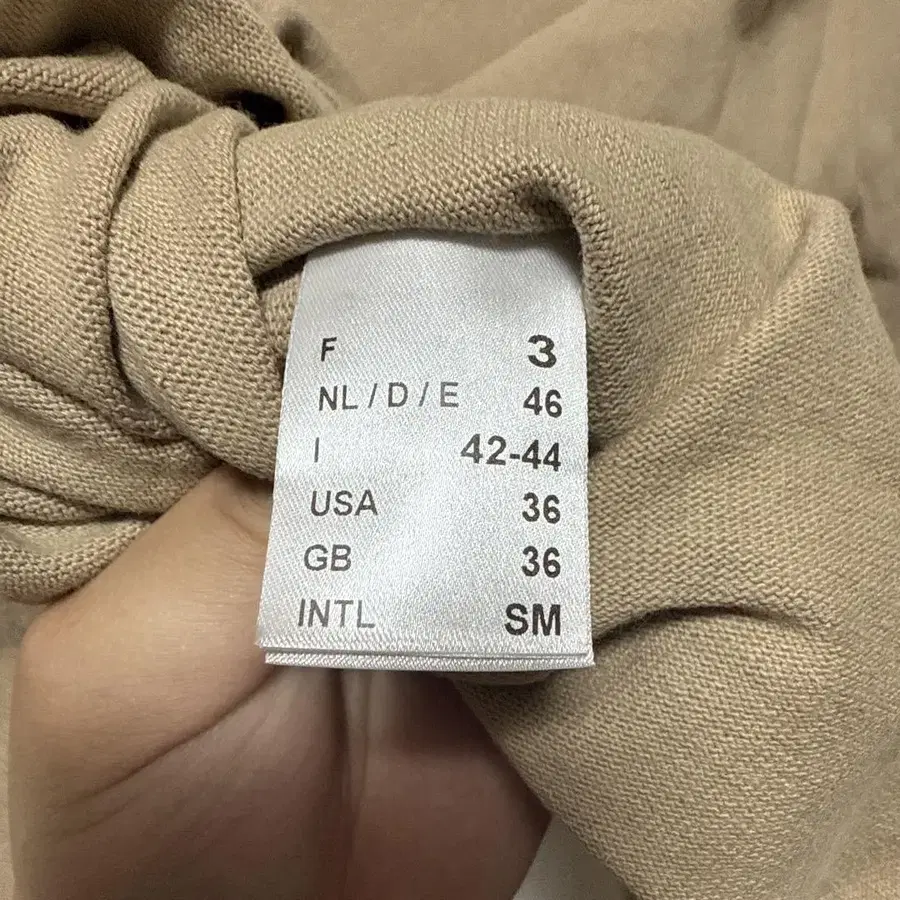 F 3
NL / D / E 46
I 42-44
USA 36
GB 36
INTL SM